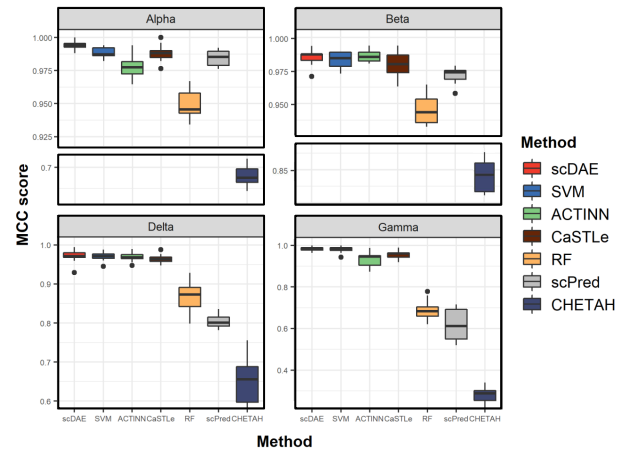 Alpha
Beta
1.000
0.975
0.950
0.925
1.000
0.975
0.950
0.7
0.85
MCC score
Delta
Gamma
1.0
0.9
0.8
0.7
0.6
1.0
0.8
0.6
0.4
scDAE SVM ACTINN CaSTLe RF scPred CHETAH
scDAE SVM ACTINN CaSTLe RF scPred CHETAH
Method
Method
scDAE
SVM
ACTINN
CaSTLe
RF
scPred
CHETAH